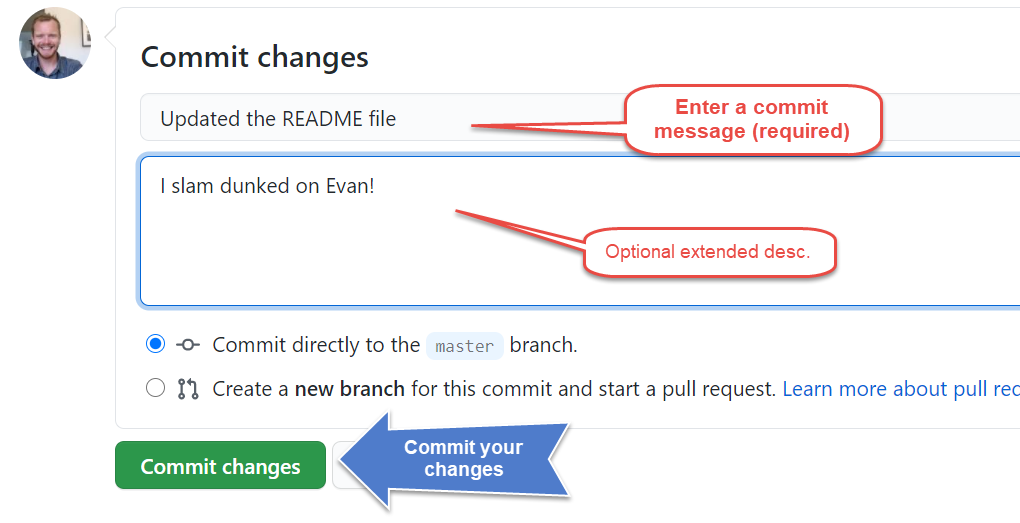 Commit changes
Updated the README file
Enter a commit
message (required)
I slam dunked on Evan!
Optional extended desc.
Commit directly to the master branch.
Create a new branch for this commit and start a pull request. Learn more about pull req
Commit changes
Commit your
changes